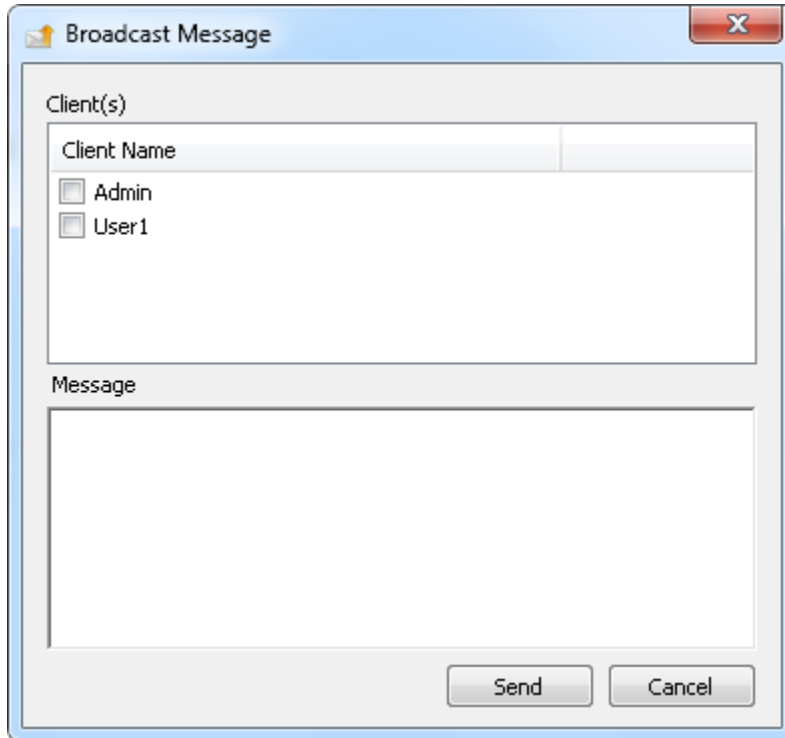 Broadcast Message
Client(s)
Client Name
Admin
User1
Message
Send Cancel